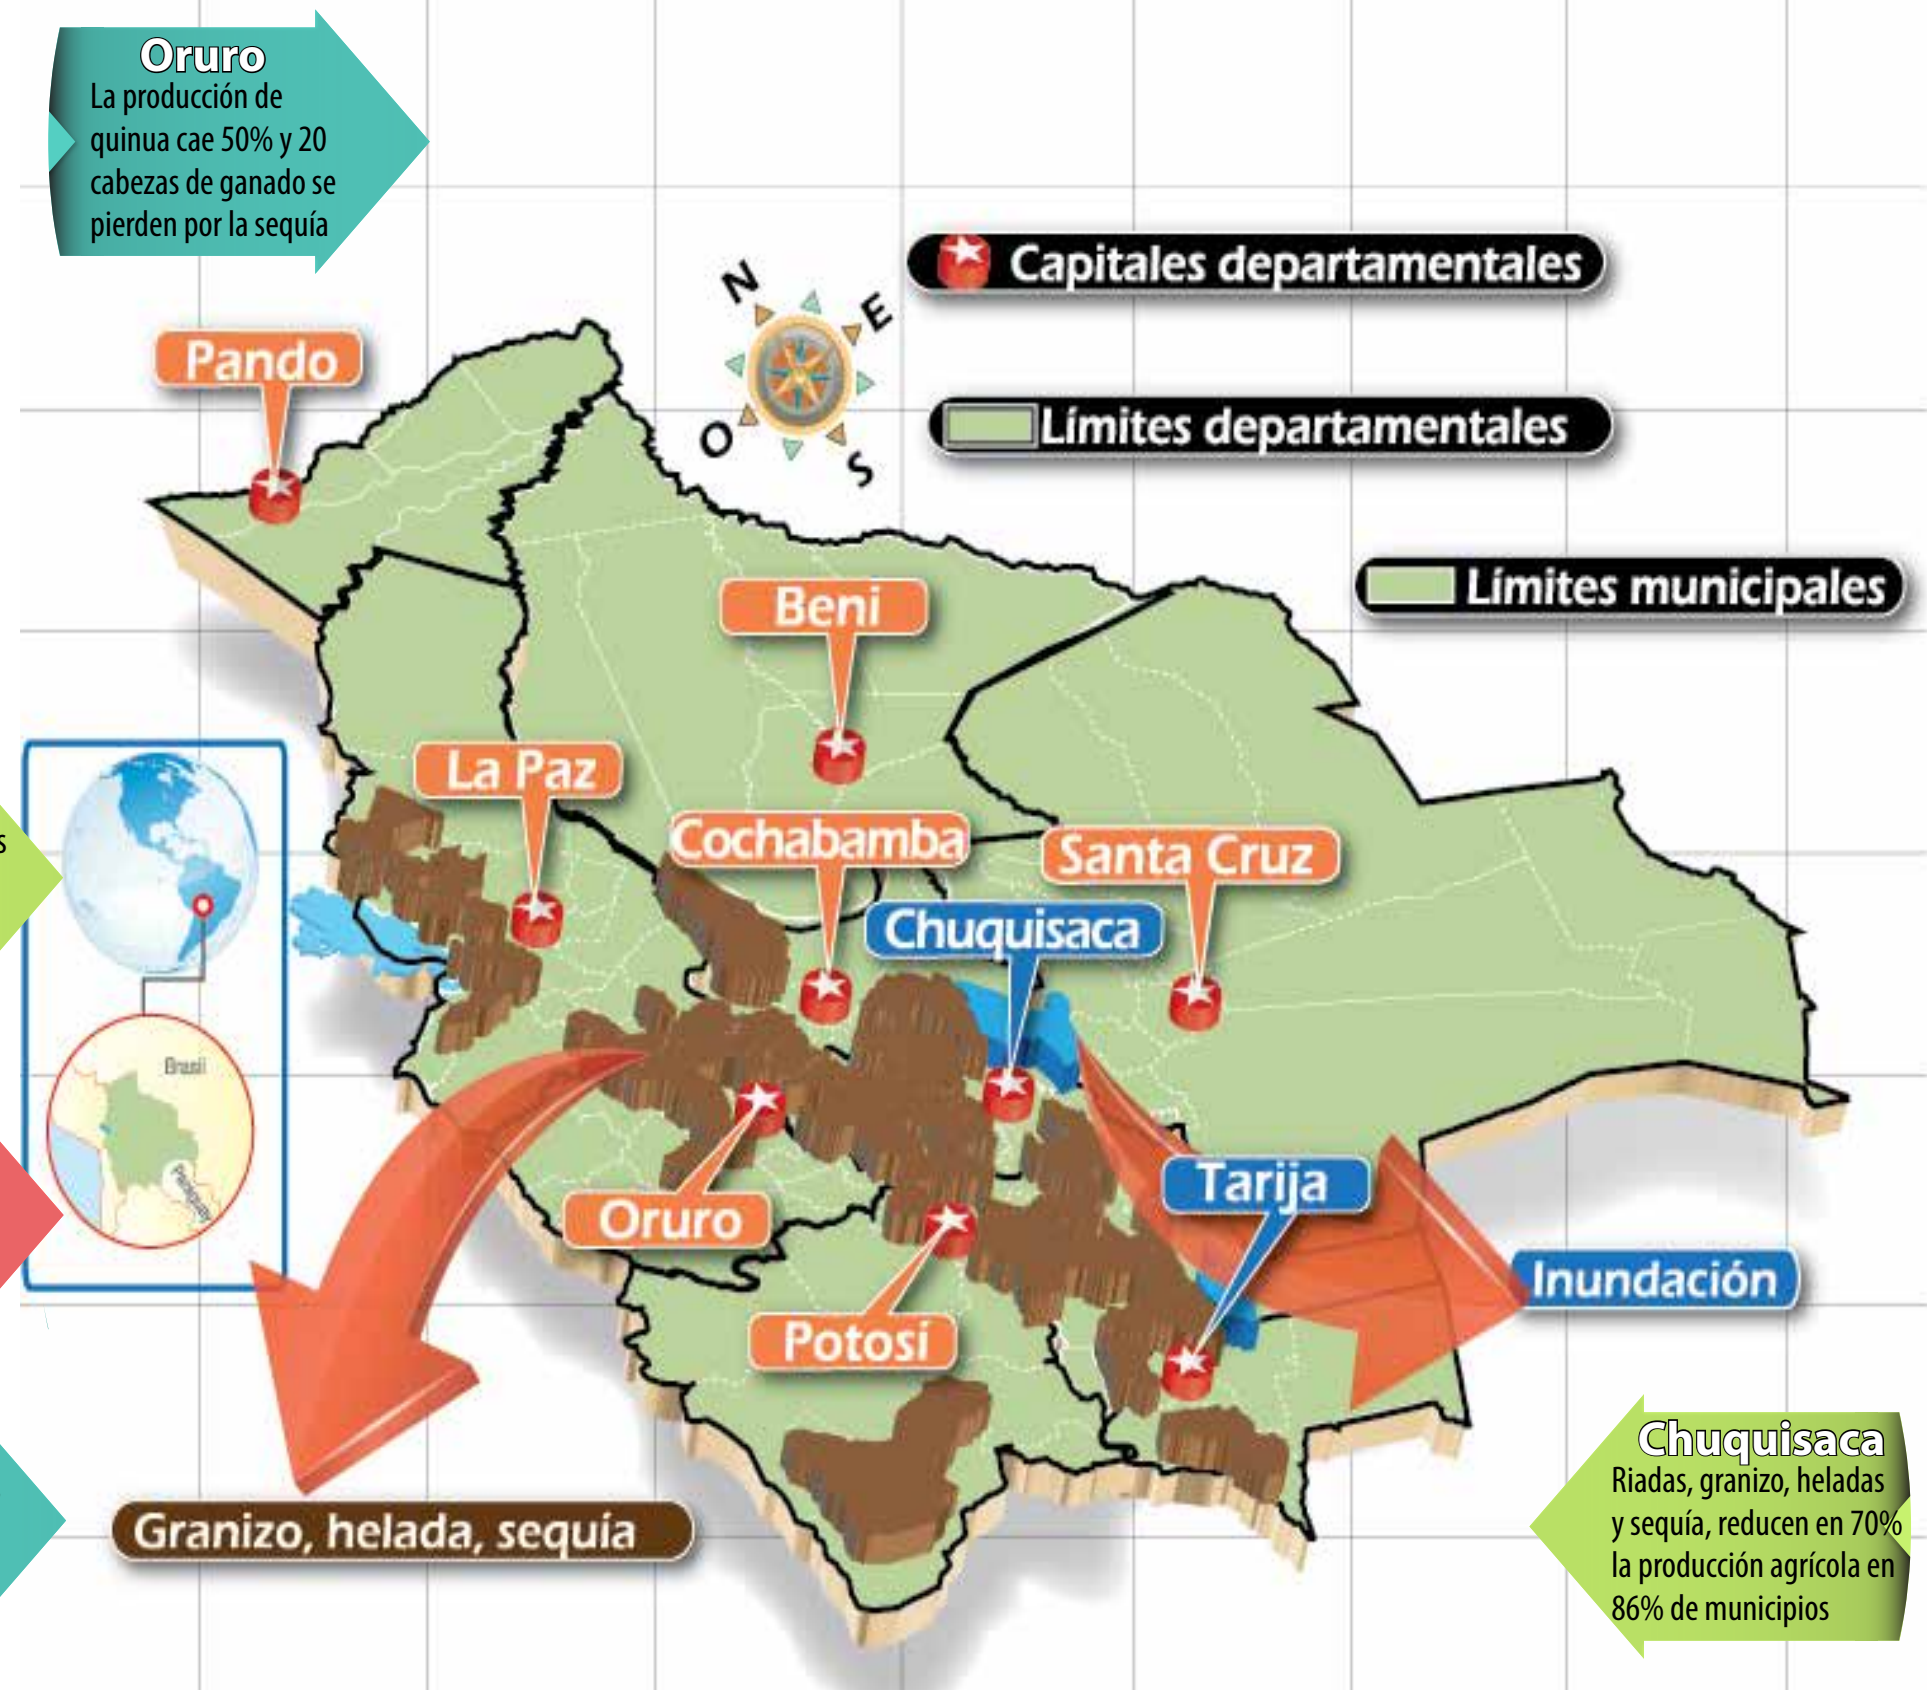 Oruro
La producción de
quinua cae 50% y 20
cabezas de ganado se
pierden por la sequía
N
E
O
S
Capitales departamentales
Límites departamentales
Límites municipales
Pando
Beni
La Paz
Cochabamba
Santa Cruz
Chuquisaca
s
Brasil
Paraguay
Tarija
Oruro
Inundación
Potosí
Granizo, helada, sequía
Chuquisaca
Riadas, granizo, heladas
y sequía, reducen en 70%
la producción agrícola en
86% de municipios